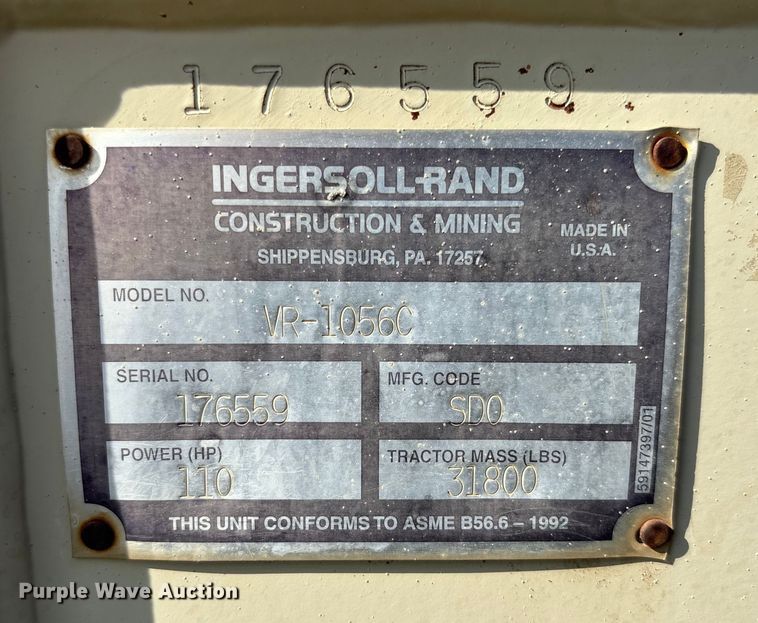 176559
INGERSOLL-RAND
CONSTRUCTION & MINING
SHIPPENSBURG, PA. 17257
MADE IN
U.S.A.
MODEL NO.
VR-1056C
SERIAL NO.
176559
MFG. CODE
SDO
POWER (HP)
110
TRACTOR MASS (LBS)
31800
59147397/01
THIS UNIT CONFORMS TO ASME B56.6 – 1992
Purple Wave Auction